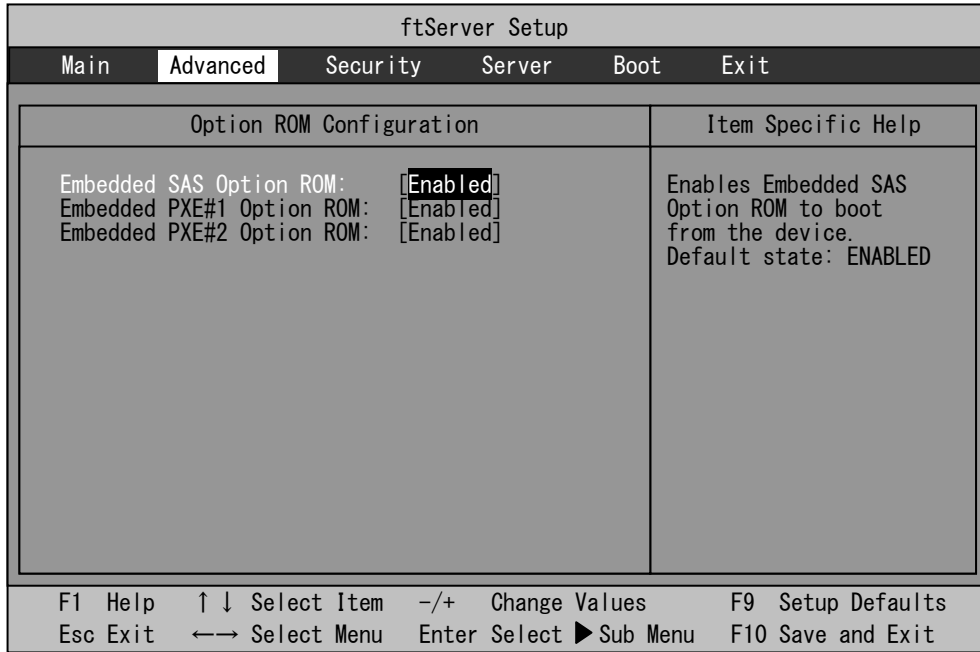 ftServer Setup
Main Advanced Security Server Boot Exit
Option ROM Configuration
Embedded SAS Option ROM: [Enabled]
Embedded PXE#1 Option ROM: [Enabled]
Embedded PXE#2 Option ROM: [Enabled]
Item Specific Help
Enables Embedded SAS
Option ROM to boot
from the device.
Default state: ENABLED
F1 Help ↑↓ Select Item -/+ Change Values F9 Setup Defaults
Esc Exit ←→ Select Menu Enter Select ▶ Sub Menu F10 Save and Exit